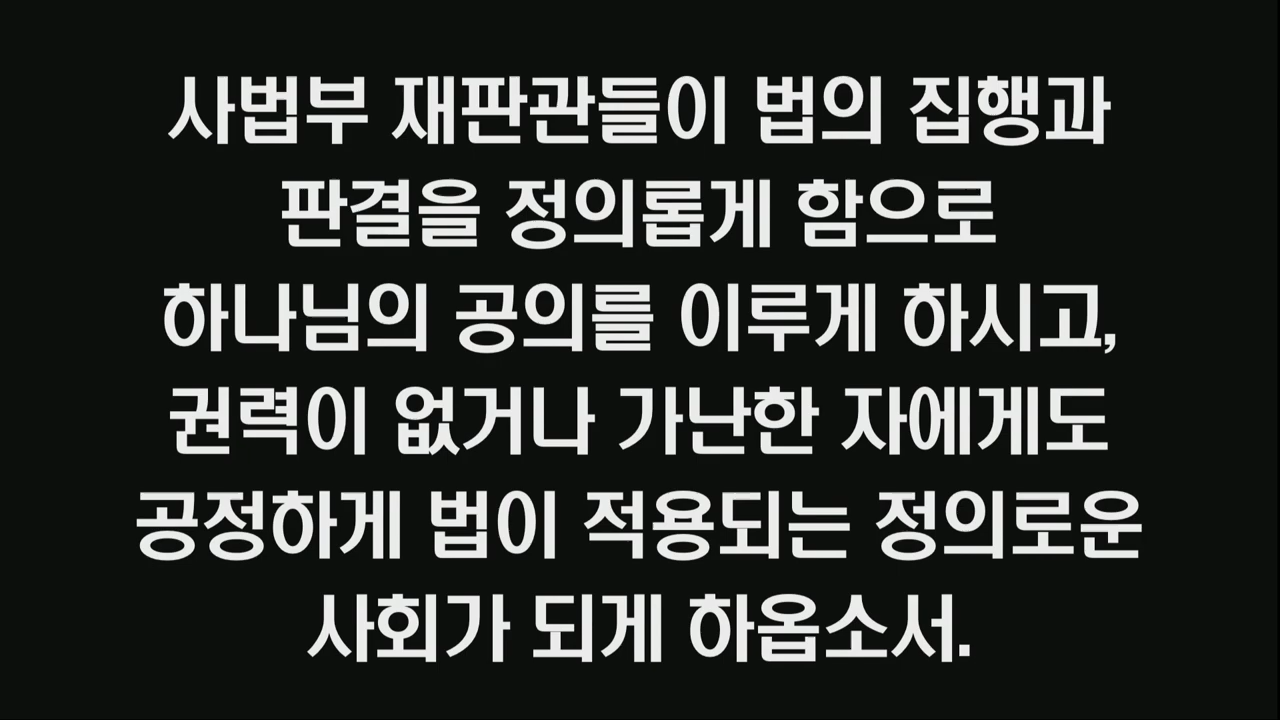 사법부 재판관들이 법의 집행과
판결을 정의롭게 함으로
하나님의 공의를 이루게 하시고,
권력이 없거나 가난한 자에게도
공정하게 법이 적용되는 정의로운
사회가 되게 하옵소서.